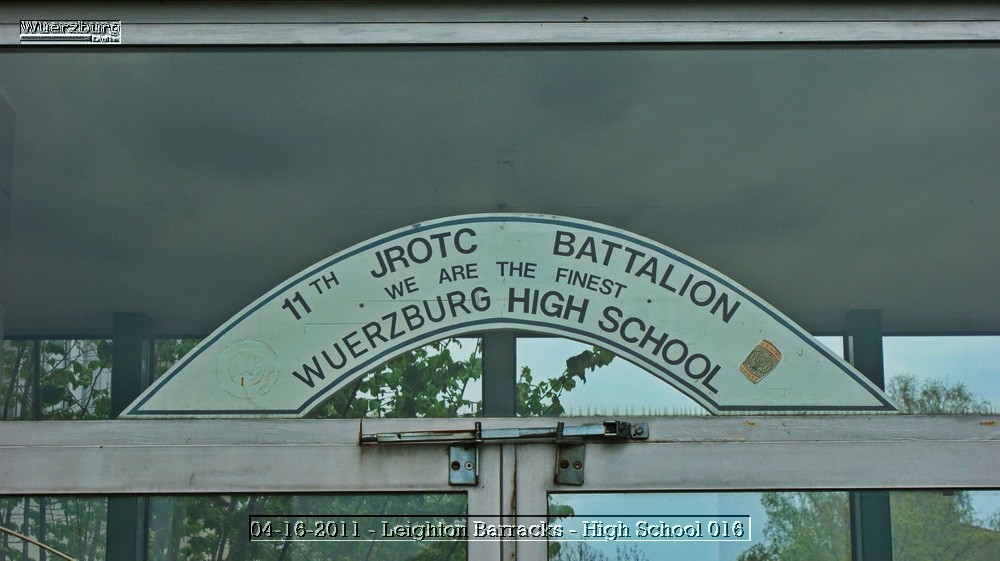 Wuerzburg
11TH JROTC BATTALION
WE ARE THE FINEST
WUERZBURG HIGH SCHOOL
04-16-2011 - Leighton Barracks - High School 016